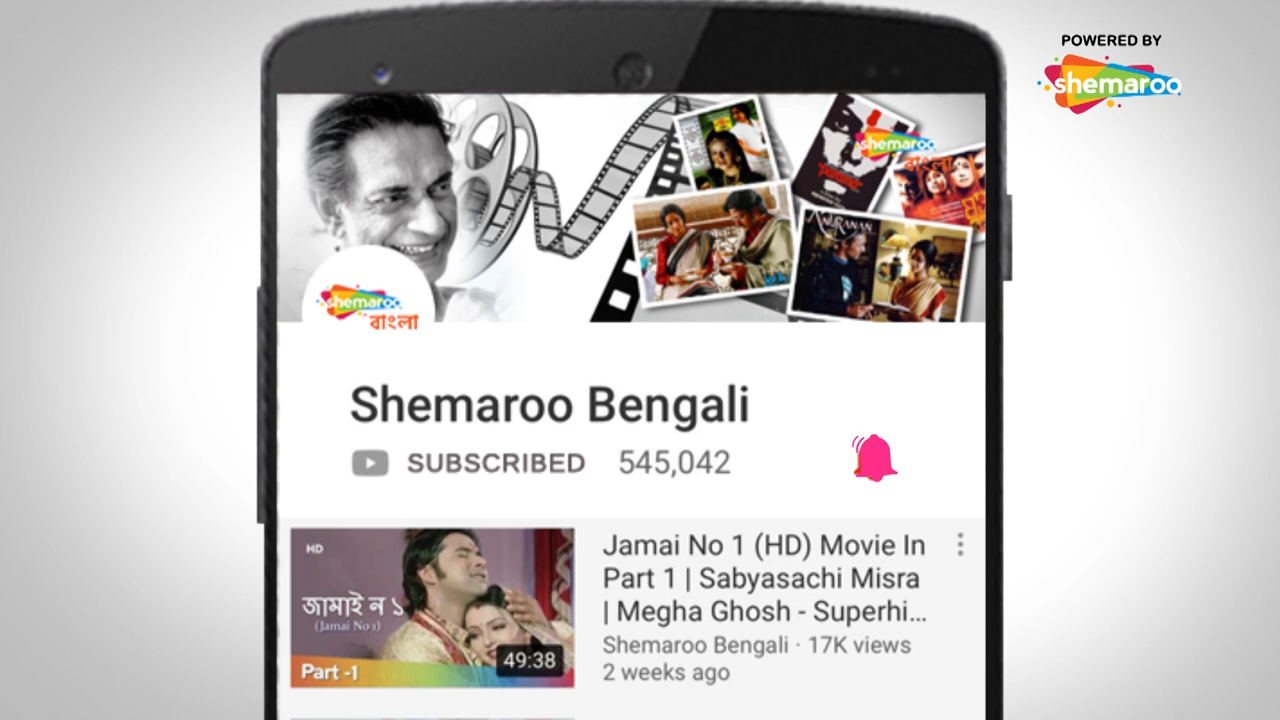 POWERED BY
shemaroo
shemaroo
বাংলা
ANURANAN
shemaroo
বাংলা
Shemaroo Bengali
SUBSCRIBED 545,042
HD
জামাই ন ১
(Jamai No 1)
Part -1
49:38
Jamai No 1 (HD) Movie In
Part 1 | Sabyasachi Misra
| Megha Ghosh - Superhi...
Shemaroo Bengali · 17K views
2 weeks ago